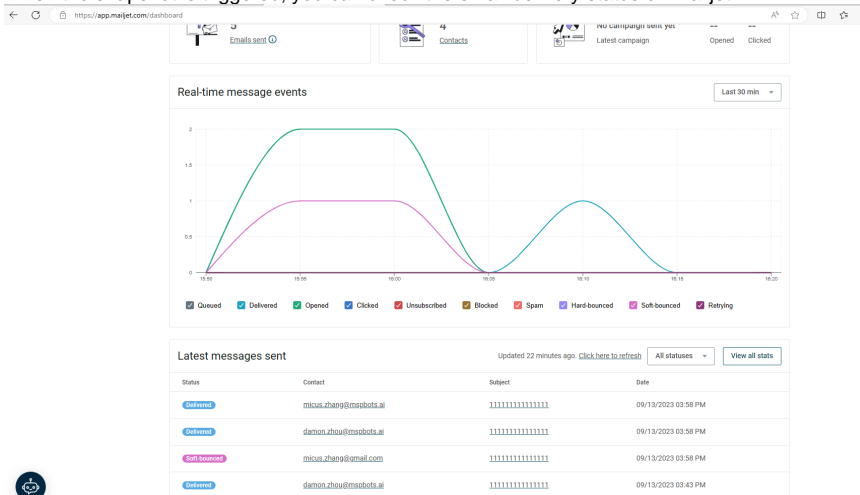 https://app.mailjet.com/dashboard
5
Emails sent
4
Contacts
No campaign sent yet
Latest campaign
--
Opened
--
Clicked
Real-time message events
Last 30 min
2
1.5
1
0.5
0
15:50 15:55 16:00 16:05 16:10 16:15 16:20
Queued Delivered Opened Clicked Unsubscribed Blocked Spam Hard-bounced Soft-bounced Retrying
Latest messages sent
Updated 22 minutes ago. Click here to refresh
All statuses
View all stats
Status Contact Subject Date
Delivered micus.zhang@mspbots.ai 111111111111111 09/13/2023 03:58 PM
Delivered damon.zhou@mspbots.ai 111111111111111 09/13/2023 03:58 PM
Soft-bounced micus.zhang@gmail.com 111111111111111 09/13/2023 03:58 PM
Delivered damon.zhou@mspbots.ai 111111111111111 09/13/2023 03:43 PM